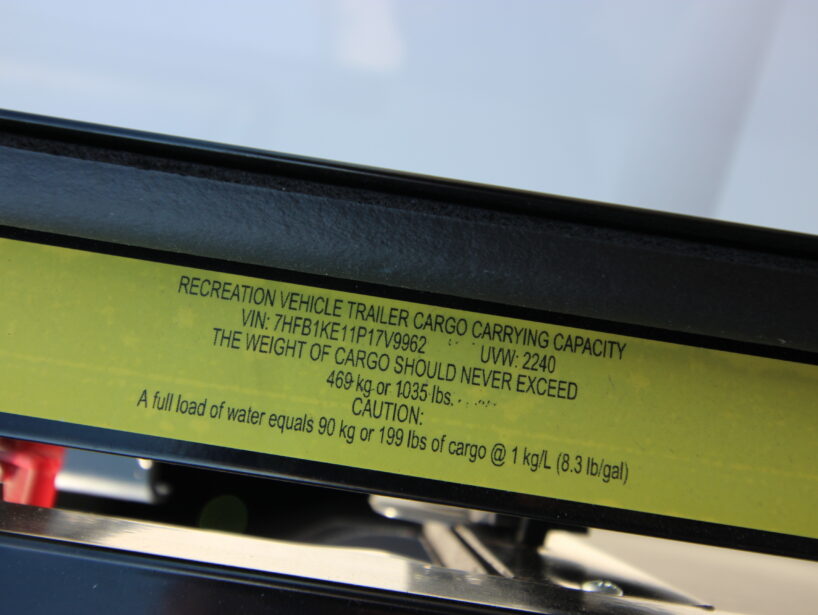 RECREATION VEHICLE TRAILER CARGO CARRYING CAPACITY
VIN: 7HFB1KE11P17V9962 UVW: 2240
THE WEIGHT OF CARGO SHOULD NEVER EXCEED
469 kg or 1035 lbs.
CAUTION:
A full load of water equals 90 kg or 199 lbs of cargo @ 1 kg/L (8.3 lb/gal)